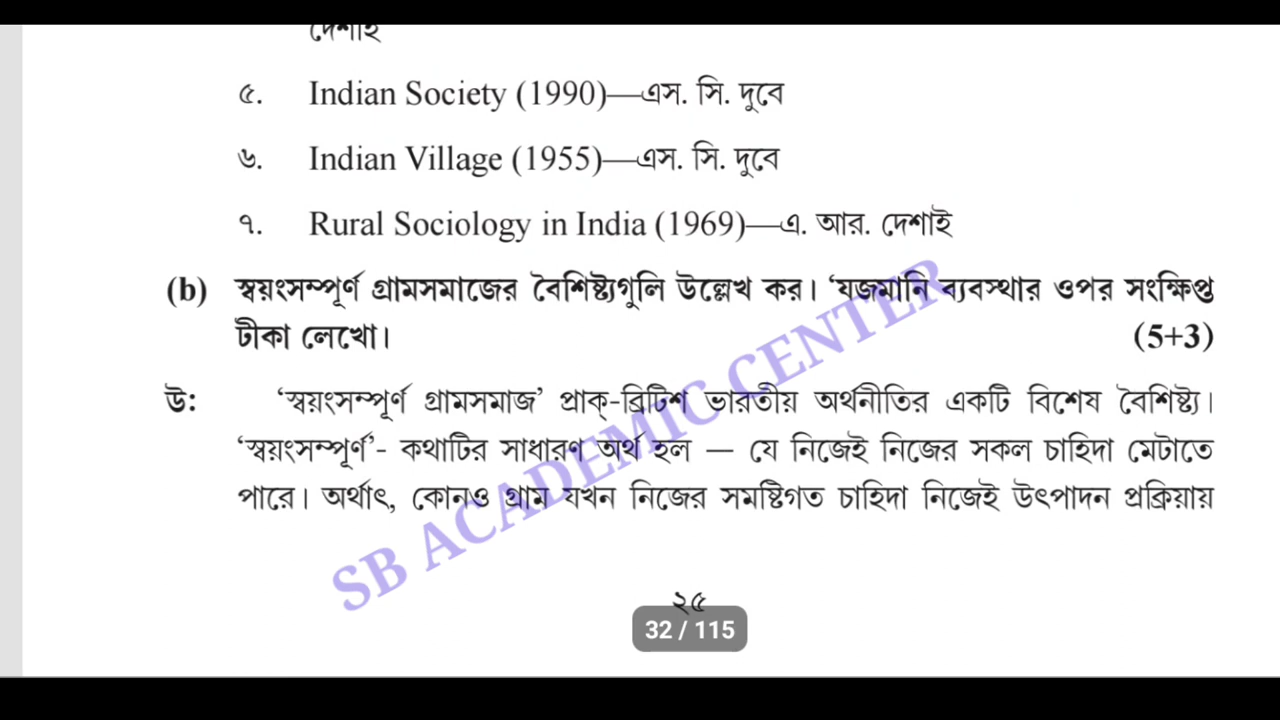 দেশাই
৫. Indian Society (1990)—এস. সি. দুবে
৬. Indian Village (1955)—এস. সি. দুবে
৭. Rural Sociology in India (1969)—এ. আর. দেশাই
(b) স্বয়ংসম্পূর্ণ গ্রামসমাজের বৈশিষ্ট্যগুলি উল্লেখ কর। ‘যজমানি ব্যবস্থার ওপর সংক্ষিপ্ত
টীকা লেখো। (5+3)
উ: ‘স্বয়ংসম্পূর্ণ গ্রামসমাজ’ প্রাক্-ব্রিটিশ ভারতীয় অর্থনীতির একটি বিশেষ বৈশিষ্ট্য।
‘স্বয়ংসম্পূর্ণ’- কথাটির সাধারণ অর্থ হল — যে নিজেই নিজের সকল চাহিদা মেটাতে
পারে। অর্থাৎ, কোনও গ্রাম যখন নিজের সমষ্টিগত চাহিদা নিজেই উৎপাদন প্রক্রিয়ায়
SB ACADEMIC CENTER
২৫
32 / 115